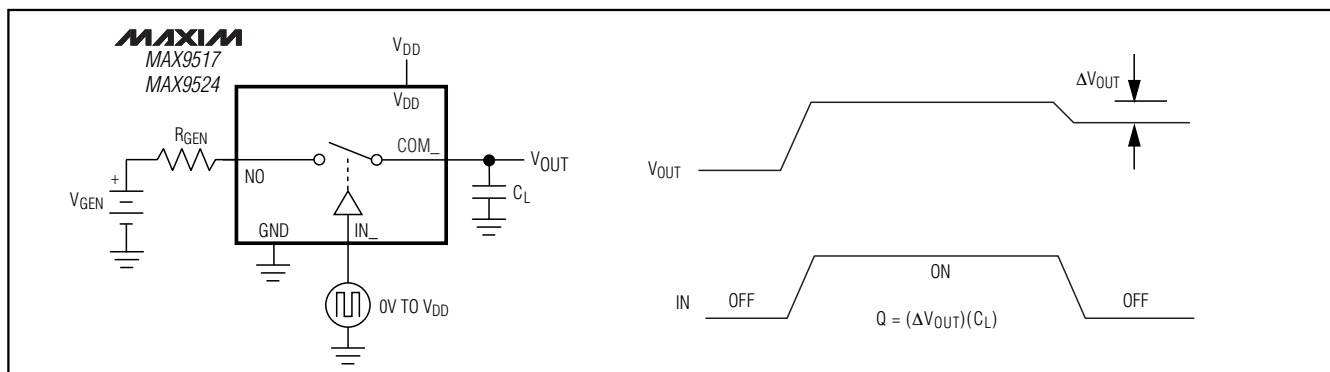 MAXIM
MAX9517
MAX9524
VDD
VDD
RGEN
COM_
VOUT
NO
+
VGEN
CL
GND
IN_
0V TO VDD
ΔVOUT
VOUT
IN
OFF
ON
OFF
Q = (ΔVOUT)(CL)